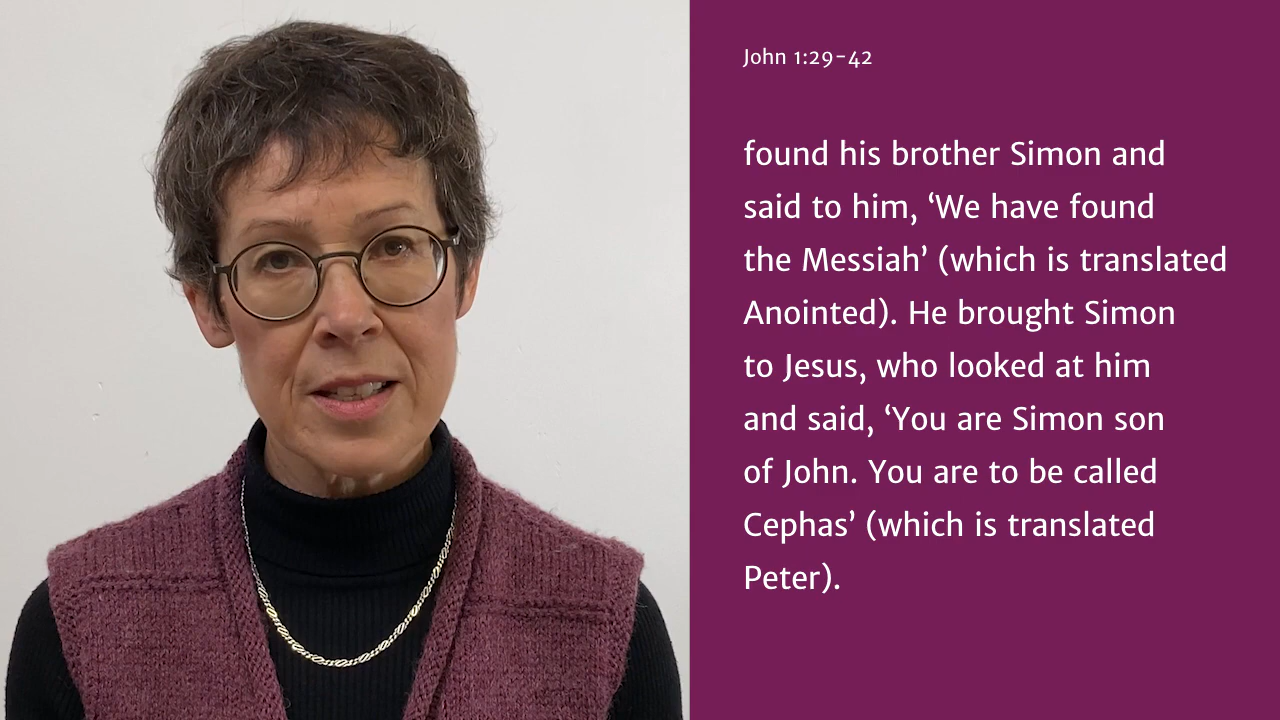 John 1:29-42
found his brother Simon and
said to him, ‘We have found
the Messiah’ (which is translated
Anointed). He brought Simon
to Jesus, who looked at him
and said, ‘You are Simon son
of John. You are to be called
Cephas’ (which is translated
Peter).